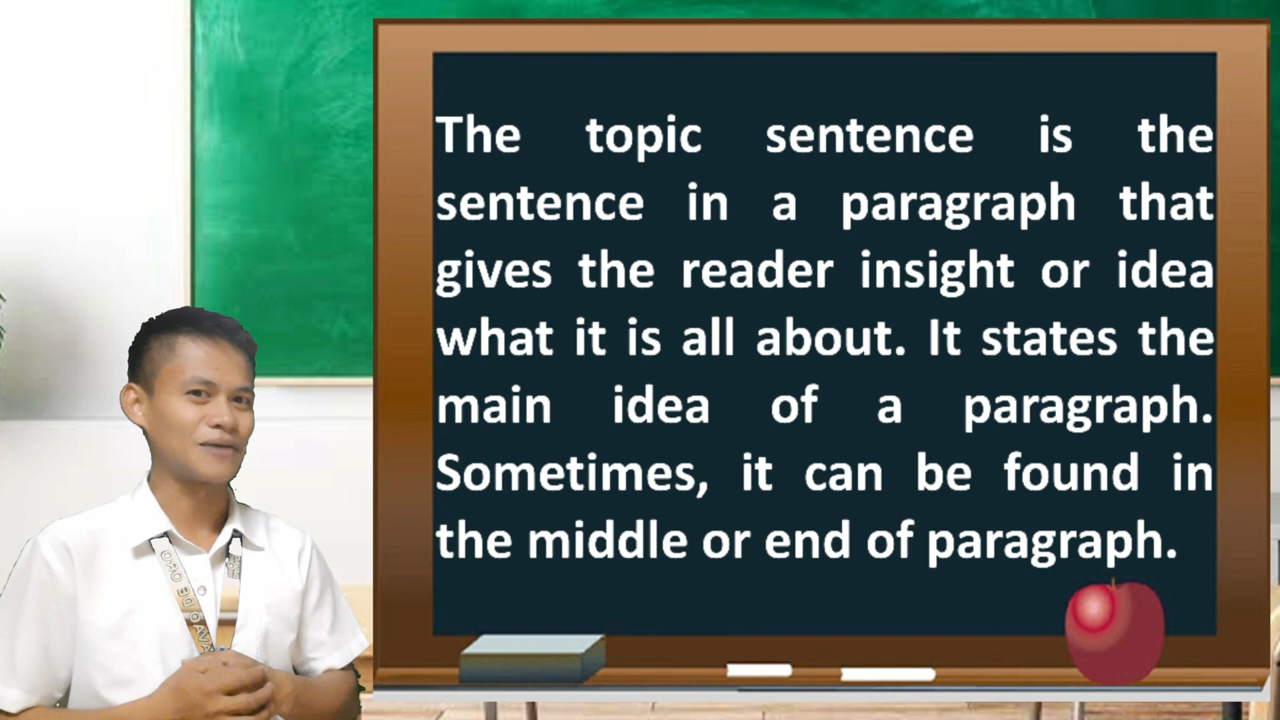 The topic sentence is the
sentence in a paragraph that
gives the reader insight or idea
what it is all about. It states the
main idea of a paragraph.
Sometimes, it can be found in
the middle or end of paragraph.